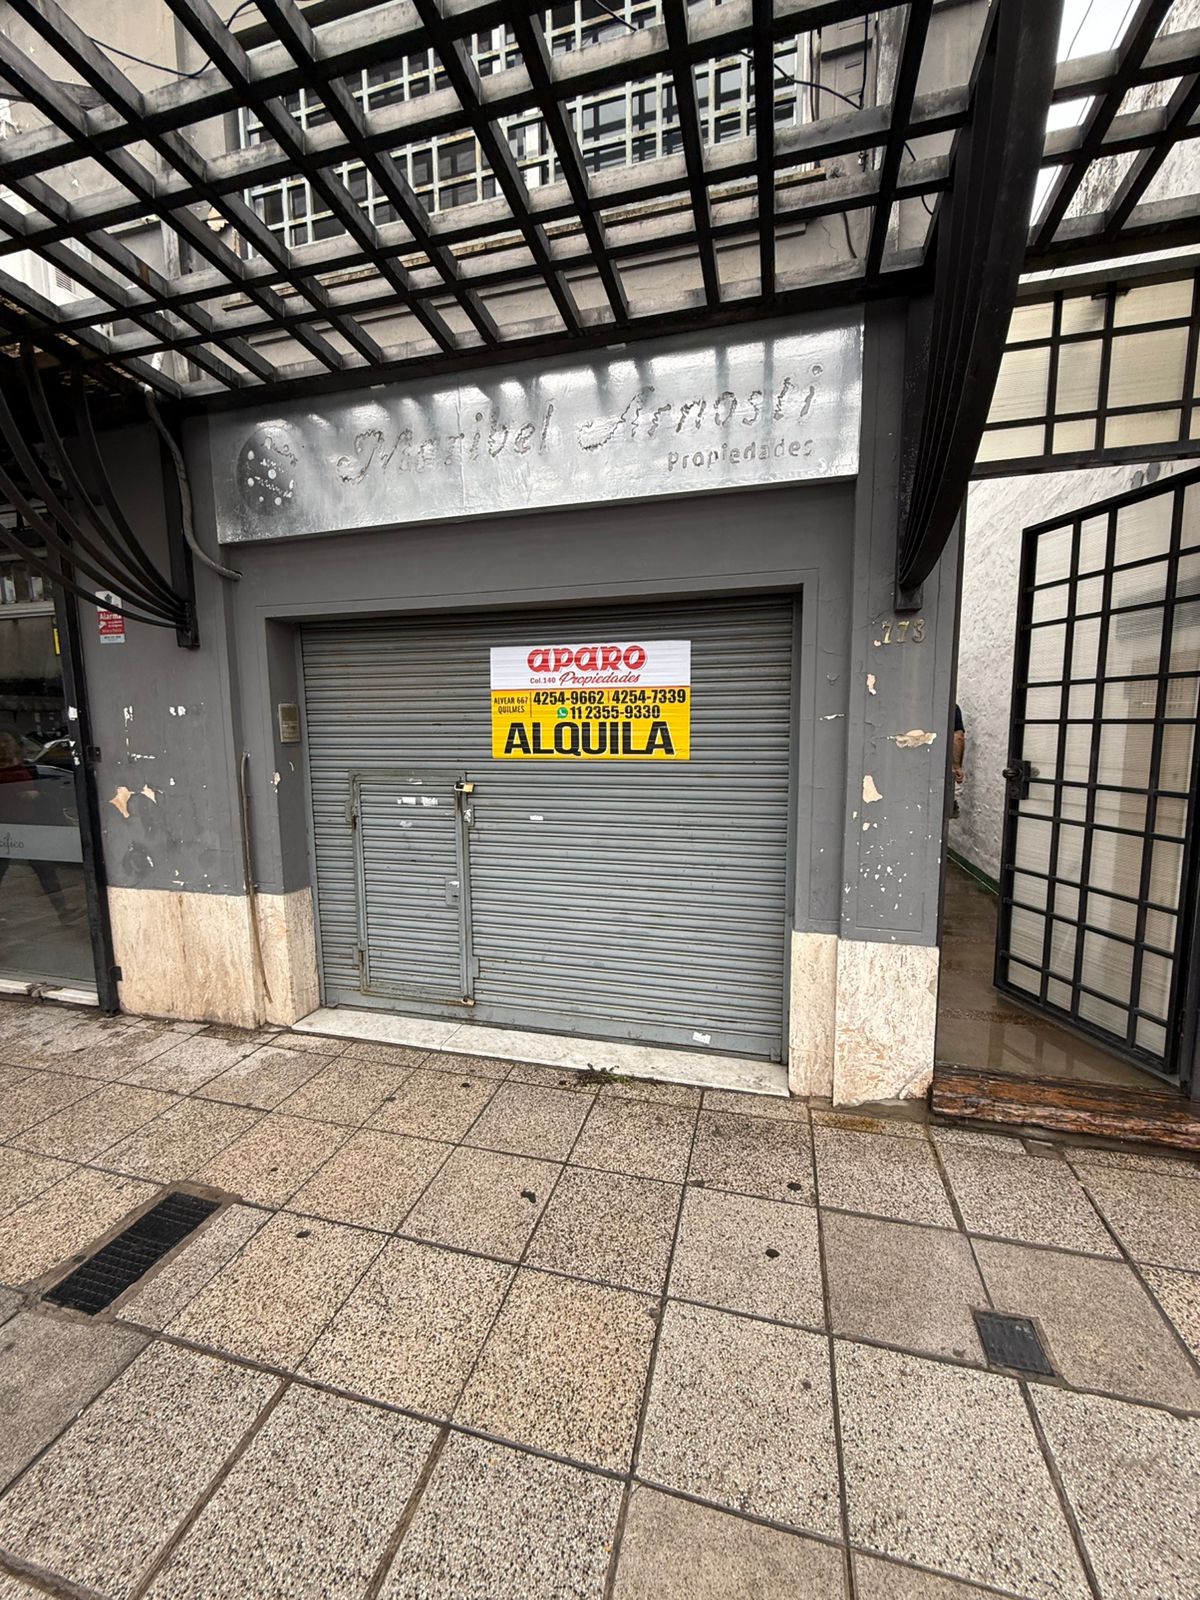 Maribel Arnosti
Propiedades
Alarma
773
APARO
Col.140 Propiedades
ALVEAR 667
QUILMES
4254-9662 | 4254-7339
11 2355-9330
ALQUILA